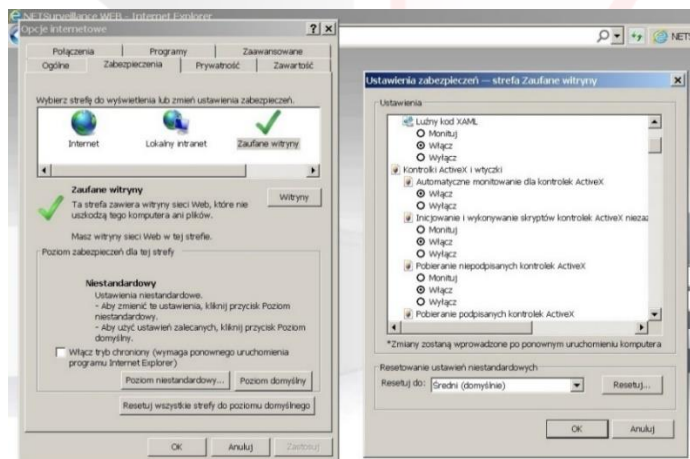 NETSurveillance WEB - Internet Explorer
Opcje internetowe
Połączenia
Programy
Zaawansowane
Ogólne
Zabezpieczenia
Prywatność
Zawartość
Wybierz strefę do wyświetlenia lub zmień ustawienia zabezpieczeń.
Internet
Lokalny intranet
Zaufane witryny
Zaufane witryny
Ta strefa zawiera witryny sieci Web, które nie
uszkodzą tego komputera ani plików.
Witryny
Masz witryny sieci Web w tej strefie.
Poziom zabezpieczeń dla tej strefy
Niestandardowy
Ustawienia niestandardowe.
- Aby zmienić te ustawienia, kliknij przycisk Poziom
niestandardowy.
- Aby użyć ustawień zalecanych, kliknij przycisk Poziom
domyślny.
Włącz tryb chroniony (wymaga ponownego uruchomienia
programu Internet Explorer)
Poziom niestandardowy...
Poziom domyślny
Resetuj wszystkie strefy do poziomu domyślnego
OK
Anuluj
Zastosuj
NETS
Ustawienia zabezpieczeń — strefa Zaufane witryny
Ustawienia
Luźny kod XAML
Monituj
Włącz
Wyłącz
Kontrolki ActiveX i wtyczki
Automatyczne monitowanie dla kontrolek ActiveX
Włącz
Wyłącz
Inicjowanie i wykonywanie skryptów kontrolek ActiveX niezaz
Monituj
Włącz
Wyłącz
Pobieranie niepodpisanych kontrolek ActiveX
Monituj
Włącz
Wyłącz
Pobieranie podpisanych kontrolek ActiveX
*Zmiany zostaną wprowadzone po ponownym uruchomieniu komputera
Resetowanie ustawień niestandardowych
Resetuj do:
Średni (domyślnie)
Resetuj...
OK
Anuluj